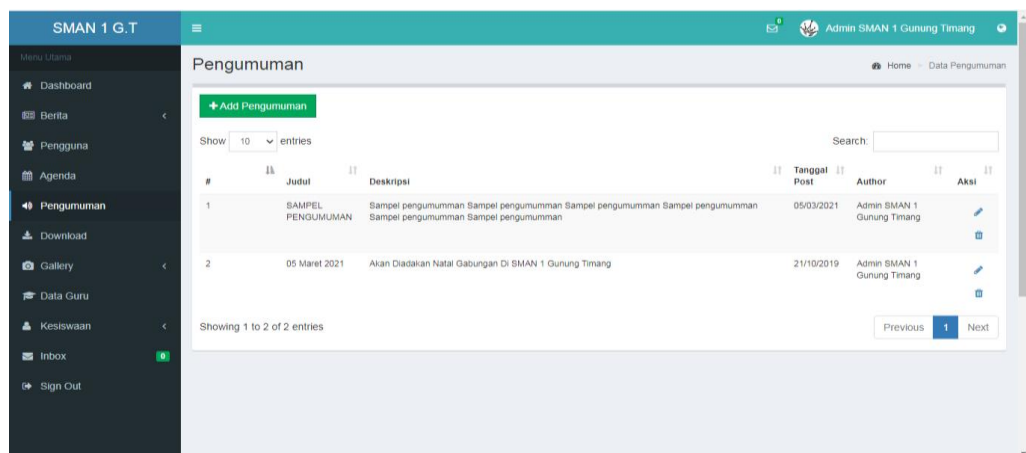 SMAN 1 G.T
0
Admin SMAN 1 Gunung Timang
Menu Utama
Dashboard
Berita
Pengguna
Agenda
Pengumuman
Download
Gallery
Data Guru
Kesiswaan
Inbox 0
Sign Out
Pengumuman
Home > Data Pengumuman
+ Add Pengumuman
Show 10 entries
Search:
# Judul Deskripsi Tanggal Post Author Aksi
1 SAMPEL PENGUMUMAN Sampel pengumumman Sampel pengumumman Sampel pengumumman Sampel pengumumman 05/03/2021 Admin SMAN 1 Gunung Timang
Sampel pengumumman Sampel pengumumman
2 05 Maret 2021 Akan Diadakan Natal Gabungan Di SMAN 1 Gunung Timang 21/10/2019 Admin SMAN 1 Gunung Timang
Showing 1 to 2 of 2 entries
Previous 1 Next